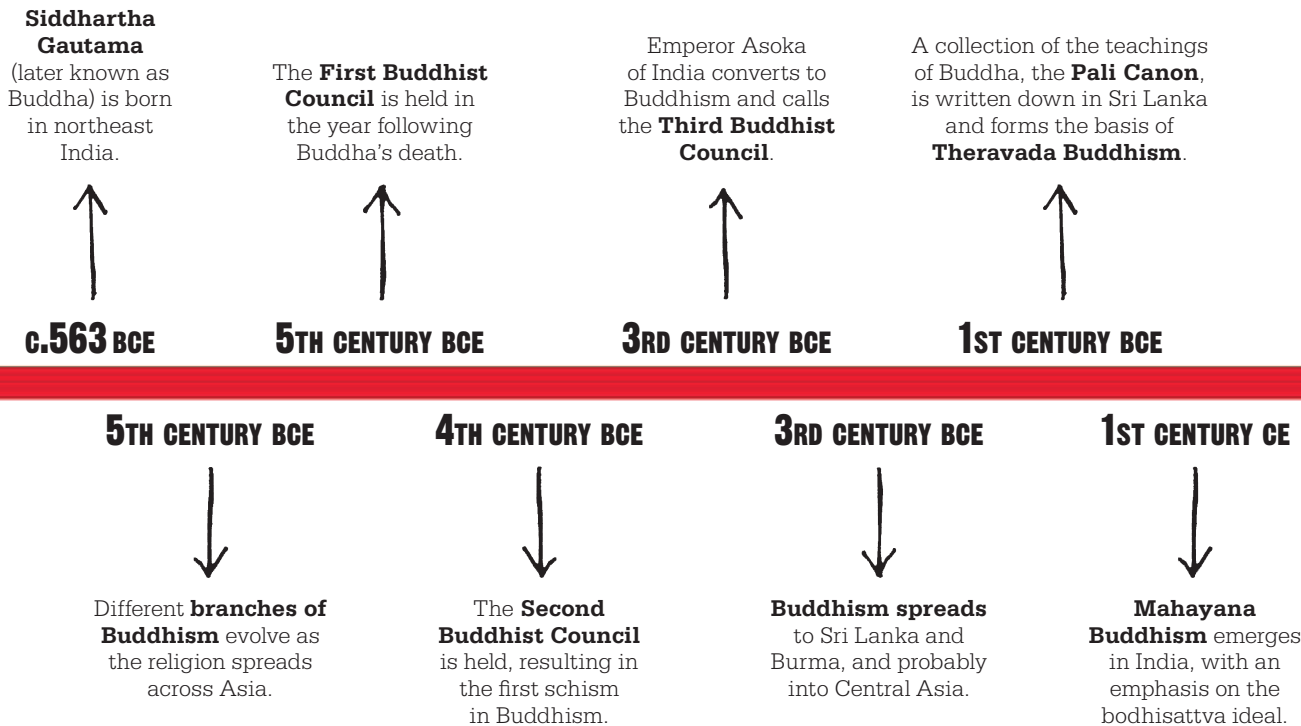 Siddhartha
Gautama
(later known as
Buddha) is born
in northeast
India.
The First Buddhist
Council is held in
the year following
Buddha’s death.
Emperor Asoka
of India converts to
Buddhism and calls
the Third Buddhist
Council.
A collection of the teachings
of Buddha, the Pali Canon,
is written down in Sri Lanka
and forms the basis of
Theravada Buddhism.
C.563 BCE
5TH CENTURY BCE
3RD CENTURY BCE
1ST CENTURY BCE
5TH CENTURY BCE
4TH CENTURY BCE
3RD CENTURY BCE
1ST CENTURY CE
Different branches of
Buddhism evolve as
the religion spreads
across Asia.
The Second
Buddhist Council
is held, resulting in
the first schism
in Buddhism.
Buddhism spreads
to Sri Lanka and
Burma, and probably
into Central Asia.
Mahayana
Buddhism emerges
in India, with an
emphasis on the
bodhisattva ideal.